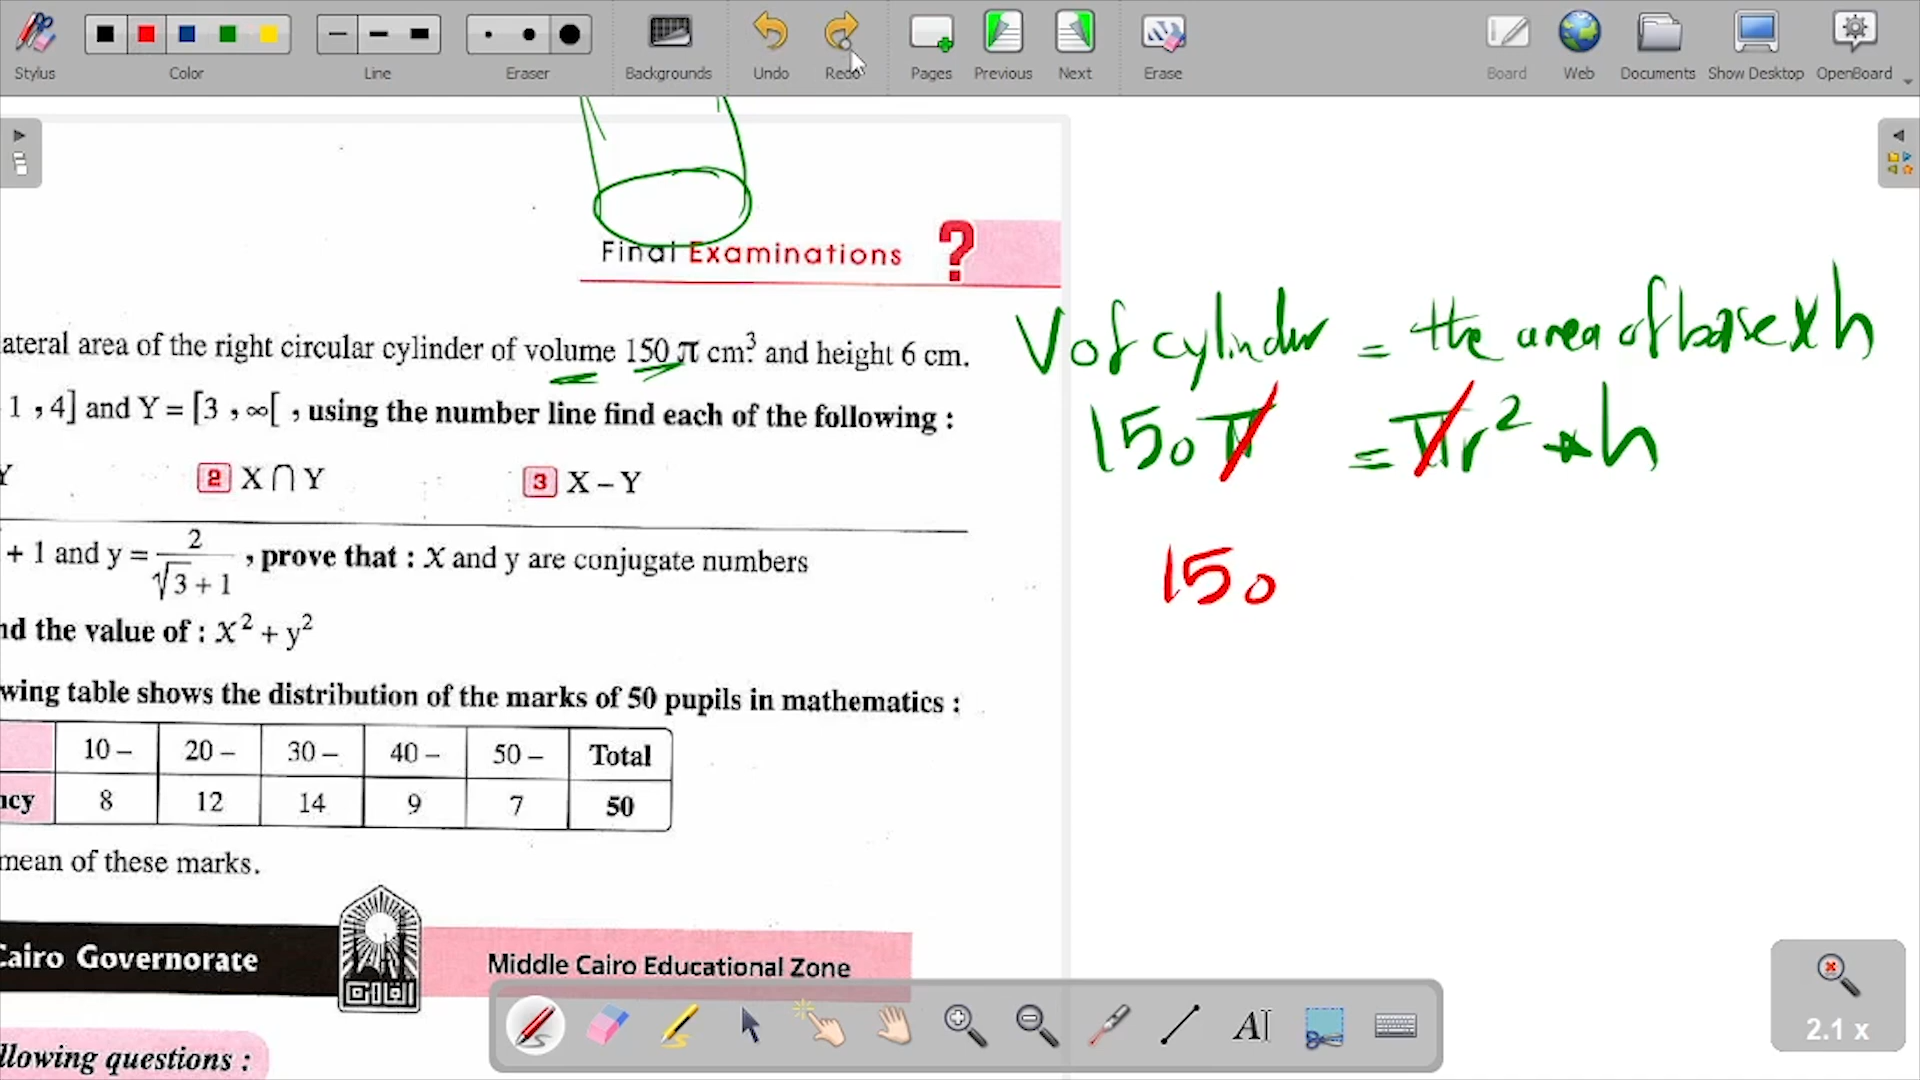 Stylus
Color
Line
Eraser
Backgrounds
Undo
Redo
Pages
Previous
Next
Erase
Board
Web
Documents
Show Desktop
OpenBoard
Final Examinations ?
ateral area of the right circular cylinder of volume 150 π cm.³ and height 6 cm.
1 , 4] and Y = [3 , ∞[ , using the number line find each of the following :
Y
2 X ∩ Y
3 X – Y
+ 1 and y = 2/(√3 + 1) , prove that : X and y are conjugate numbers
nd the value of : X² + y²
wing table shows the distribution of the marks of 50 pupils in mathematics :
10 – 20 – 30 – 40 – 50 – Total
ncy 8 12 14 9 7 50
mean of these marks.
Cairo Governorate
Middle Cairo Educational Zone
llowing questions :
V of cylinder = the area of base × h
150 π = π r² * h
150
2.1 x